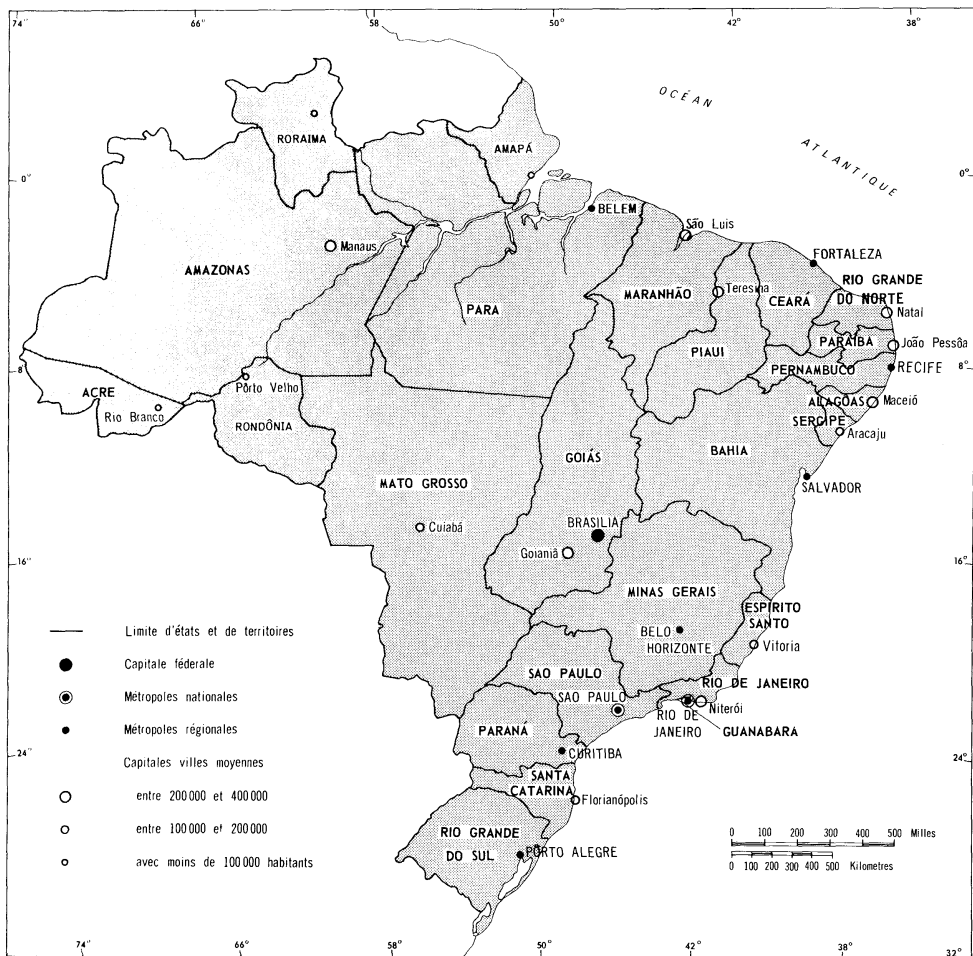 74" 66 58 50° 42° 38°
OCÉAN
ATLANTIQUE
RORAIMA
AMAPÁ
0° 0°
BELEM
São Luis
Manaus
FORTALEZA
AMAZONAS
RIO GRANDE
DO NORTE
MARANHÃO
Teresina
CEARÁ
PARA
Natal
PARAIBA
João Pessôa
PIAUI
PERNAMBUCO
RECIFE
8° 8°
Pôrto Velho
ACRE
Rio Branco
ALAGÔAS
Maceió
SERGIPE
Aracaju
RONDÔNIA
BAHIA
GOIÁS
MATO GROSSO
SALVADOR
Cuiabá
BRASILIA
Goianiã
16" 16°
MINAS GERAIS
ESPIRITO
SANTO
BELO
HORIZONTE
Vitoria
SAO PAULO
RIO DE JANEIRO
SAO PAULO
Niterói
RIO DE
JANEIRO
GUANABARA
PARANÁ
CURITIBA
24" 24°
SANTA
CATARINA
Florianópolis
RIO GRANDE
DO SUL
PÔRTO ALEGRE
Limite d'états et de territoires
Capitale féderale
Métropoles nationales
Métropoles régionales
Capitales villes moyennes
entre 200 000 et 400 000
entre 100 000 et 200 000
avec moins de 100 000 habitants
0 100 200 300 400 500 Milles
0 100 200 300 400 500 Kilometres
74" 66° 58° 50° 42° 38° 32°